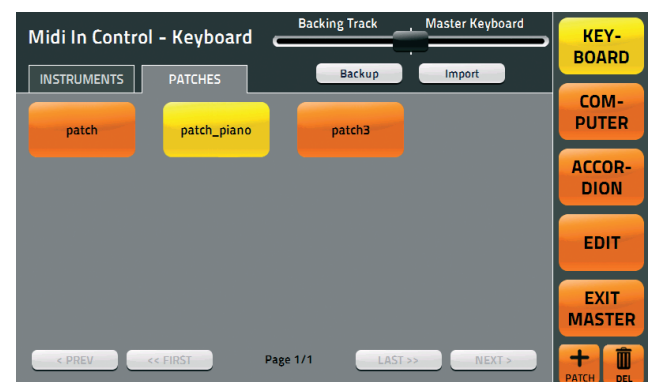 Midi In Control - Keyboard
Backing Track
Master Keyboard
Backup
Import
INSTRUMENTS
PATCHES
patch
patch_piano
patch3
< PREV
<< FIRST
Page 1/1
LAST >>
NEXT >
KEY-
BOARD
COM-
PUTER
ACCOR-
DION
EDIT
EXIT
MASTER
PATCH
DEL